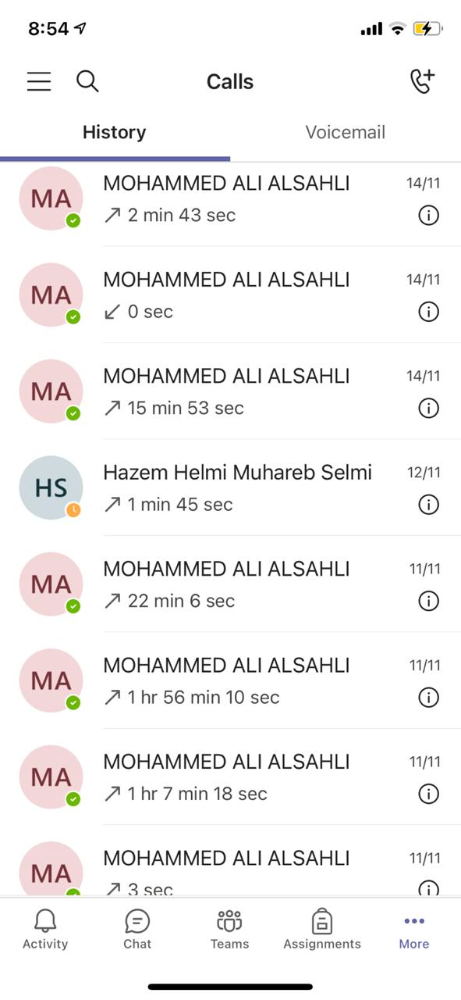 8:54
Calls
History
Voicemail
MA
MOHAMMED ALI ALSAHLI
14/11
2 min 43 sec
MA
MOHAMMED ALI ALSAHLI
14/11
0 sec
MA
MOHAMMED ALI ALSAHLI
14/11
15 min 53 sec
HS
Hazem Helmi Muhareb Selmi
12/11
1 min 45 sec
MA
MOHAMMED ALI ALSAHLI
11/11
22 min 6 sec
MA
MOHAMMED ALI ALSAHLI
11/11
1 hr 56 min 10 sec
MA
MOHAMMED ALI ALSAHLI
11/11
1 hr 7 min 18 sec
MA
MOHAMMED ALI ALSAHLI
11/11
3 sec
Activity
Chat
Teams
Assignments
More